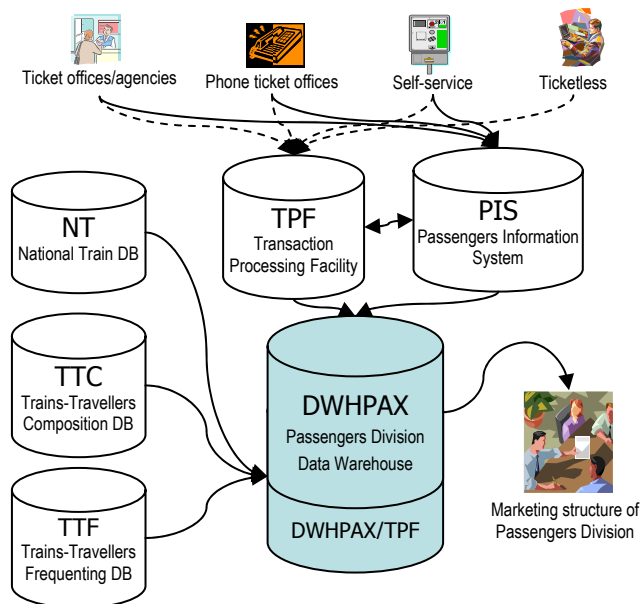 Ticket offices/agencies
Phone ticket offices
Self-service
Ticketless
NT
National Train DB
TPF
Transaction
Processing Facility
PIS
Passengers Information
System
TTC
Trains-Travellers
Composition DB
DWHPAX
Passengers Division
Data Warehouse
DWHPAX/TPF
Marketing structure of
Passengers Division
TTF
Trains-Travellers
Frequenting DB